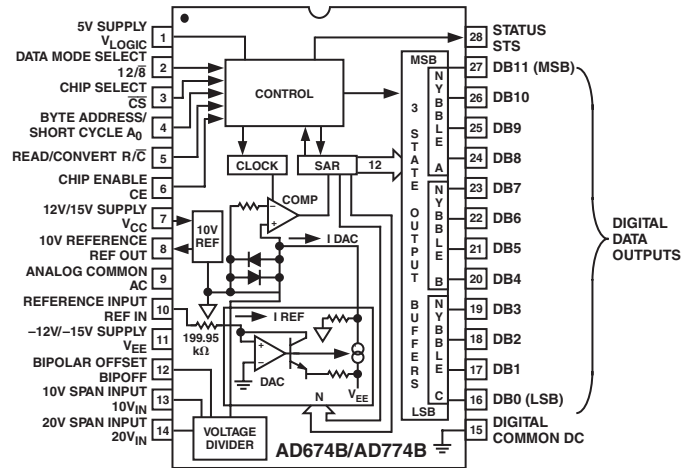 5V SUPPLY
VLOGIC
1
DATA MODE SELECT
12/8
2
CHIP SELECT
CS
3
BYTE ADDRESS/
SHORT CYCLE A0
4
READ/CONVERT R/C
5
CHIP ENABLE
CE
6
12V/15V SUPPLY
VCC
7
10V REFERENCE
REF OUT
8
ANALOG COMMON
AC
9
REFERENCE INPUT
REF IN
10
–12V/–15V SUPPLY
VEE
11
BIPOLAR OFFSET
BIPOFF
12
10V SPAN INPUT
10VIN
13
20V SPAN INPUT
20VIN
14
CONTROL
CLOCK
SAR
12
COMP
– +
10V
REF
I DAC
I REF
199.95
kΩ
+ –
DAC
VEE
N
VOLTAGE
DIVIDER
AD674B/AD774B
MSB
3 STATE OUTPUT BUFFERS
LSB
NYBBLE A
NYBBLE B
NYBBLE C
28
STATUS
STS
27
DB11 (MSB)
26
DB10
25
DB9
24
DB8
23
DB7
22
DB6
21
DB5
20
DB4
19
DB3
18
DB2
17
DB1
16
DB0 (LSB)
15
DIGITAL
COMMON DC
DIGITAL
DATA
OUTPUTS